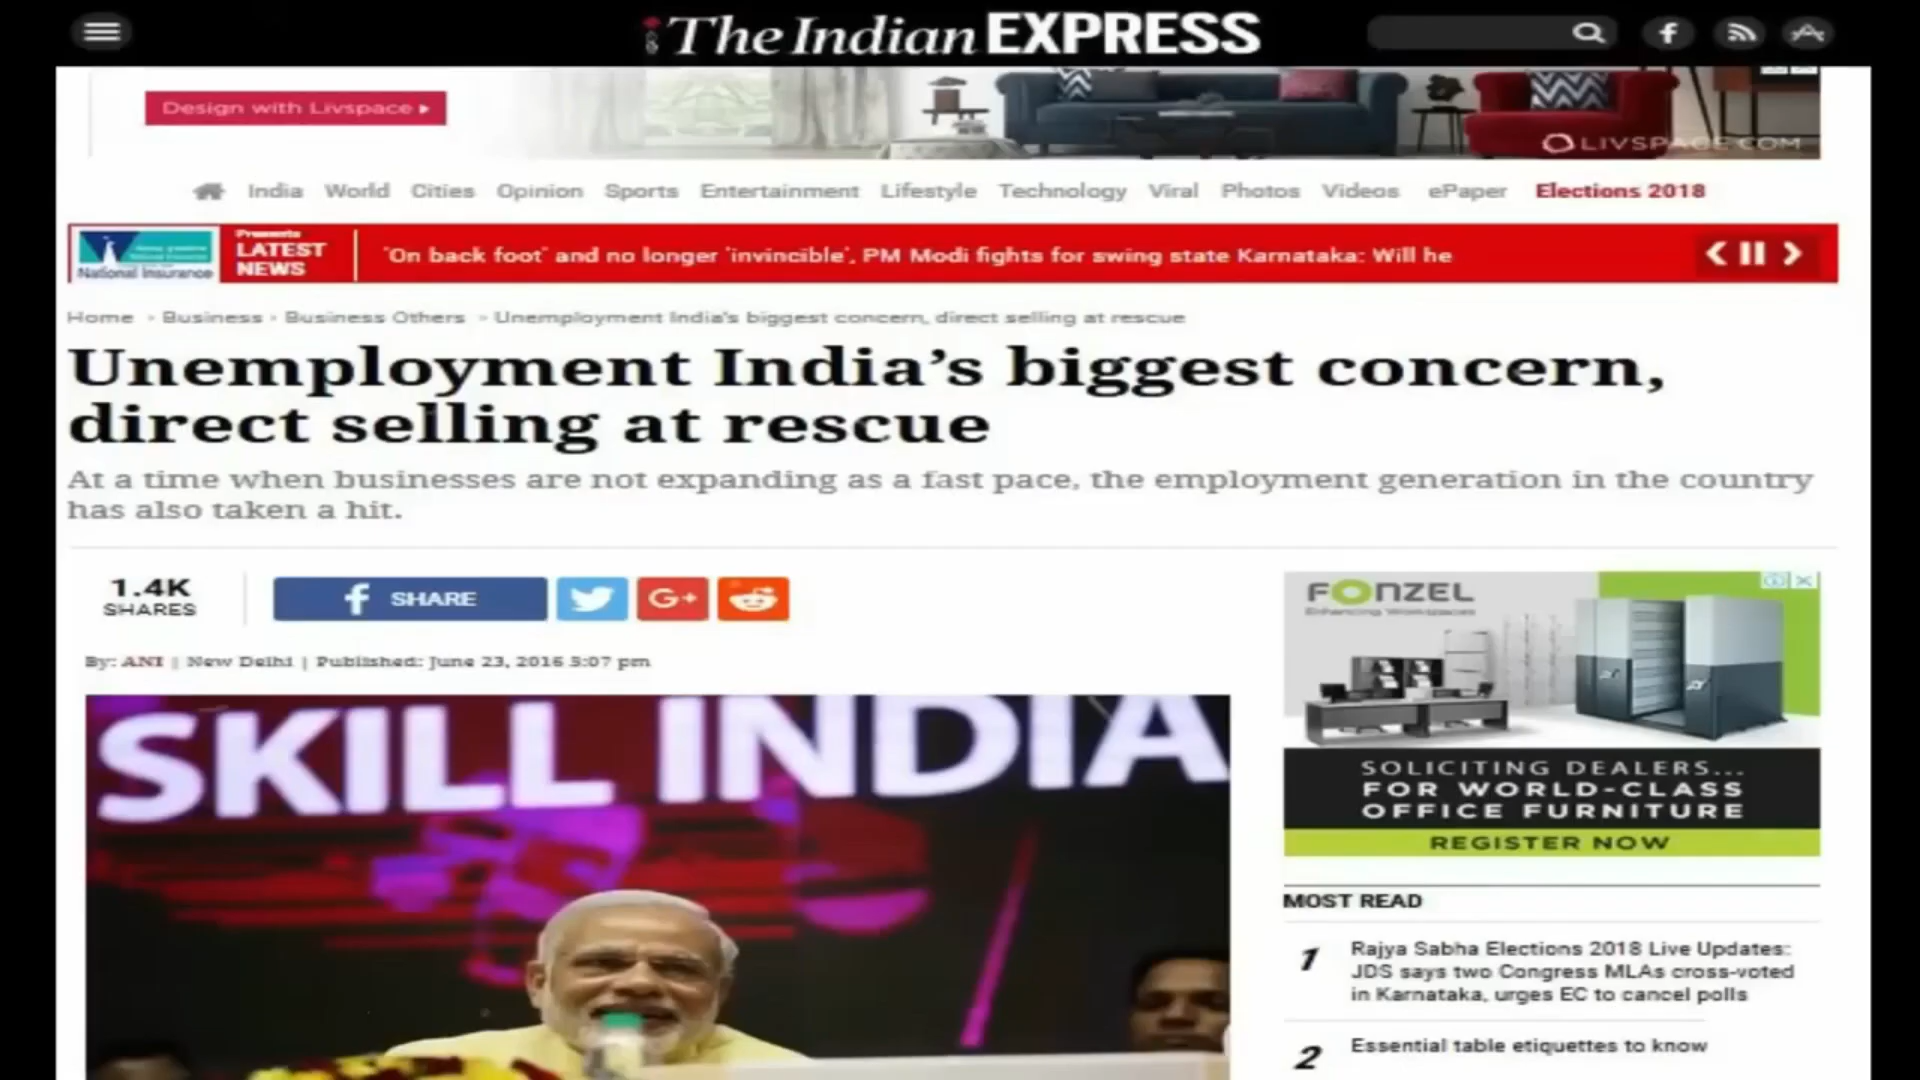 The Indian EXPRESS
Design with Livspace
LIVSPACE.COM
India World Cities Opinion Sports Entertainment Lifestyle Technology Viral Photos Videos ePaper Elections 2018
National Insurance
Presents
LATEST
NEWS
'On back foot' and no longer 'invincible', PM Modi fights for swing state Karnataka: Will he
Home > Business > Business Others > Unemployment India's biggest concern, direct selling at rescue
Unemployment India's biggest concern,
direct selling at rescue
At a time when businesses are not expanding as a fast pace, the employment generation in the country
has also taken a hit.
1.4K
SHARES
SHARE
G+
By: ANI | New Delhi | Published: June 23, 2016 5:07 pm
SKILL INDIA
FONZEL
Enhancing Workspaces
SOLICITING DEALERS...
FOR WORLD-CLASS
OFFICE FURNITURE
REGISTER NOW
MOST READ
1 Rajya Sabha Elections 2018 Live Updates:
JDS says two Congress MLAs cross-voted
in Karnataka, urges EC to cancel polls
2 Essential table etiquettes to know